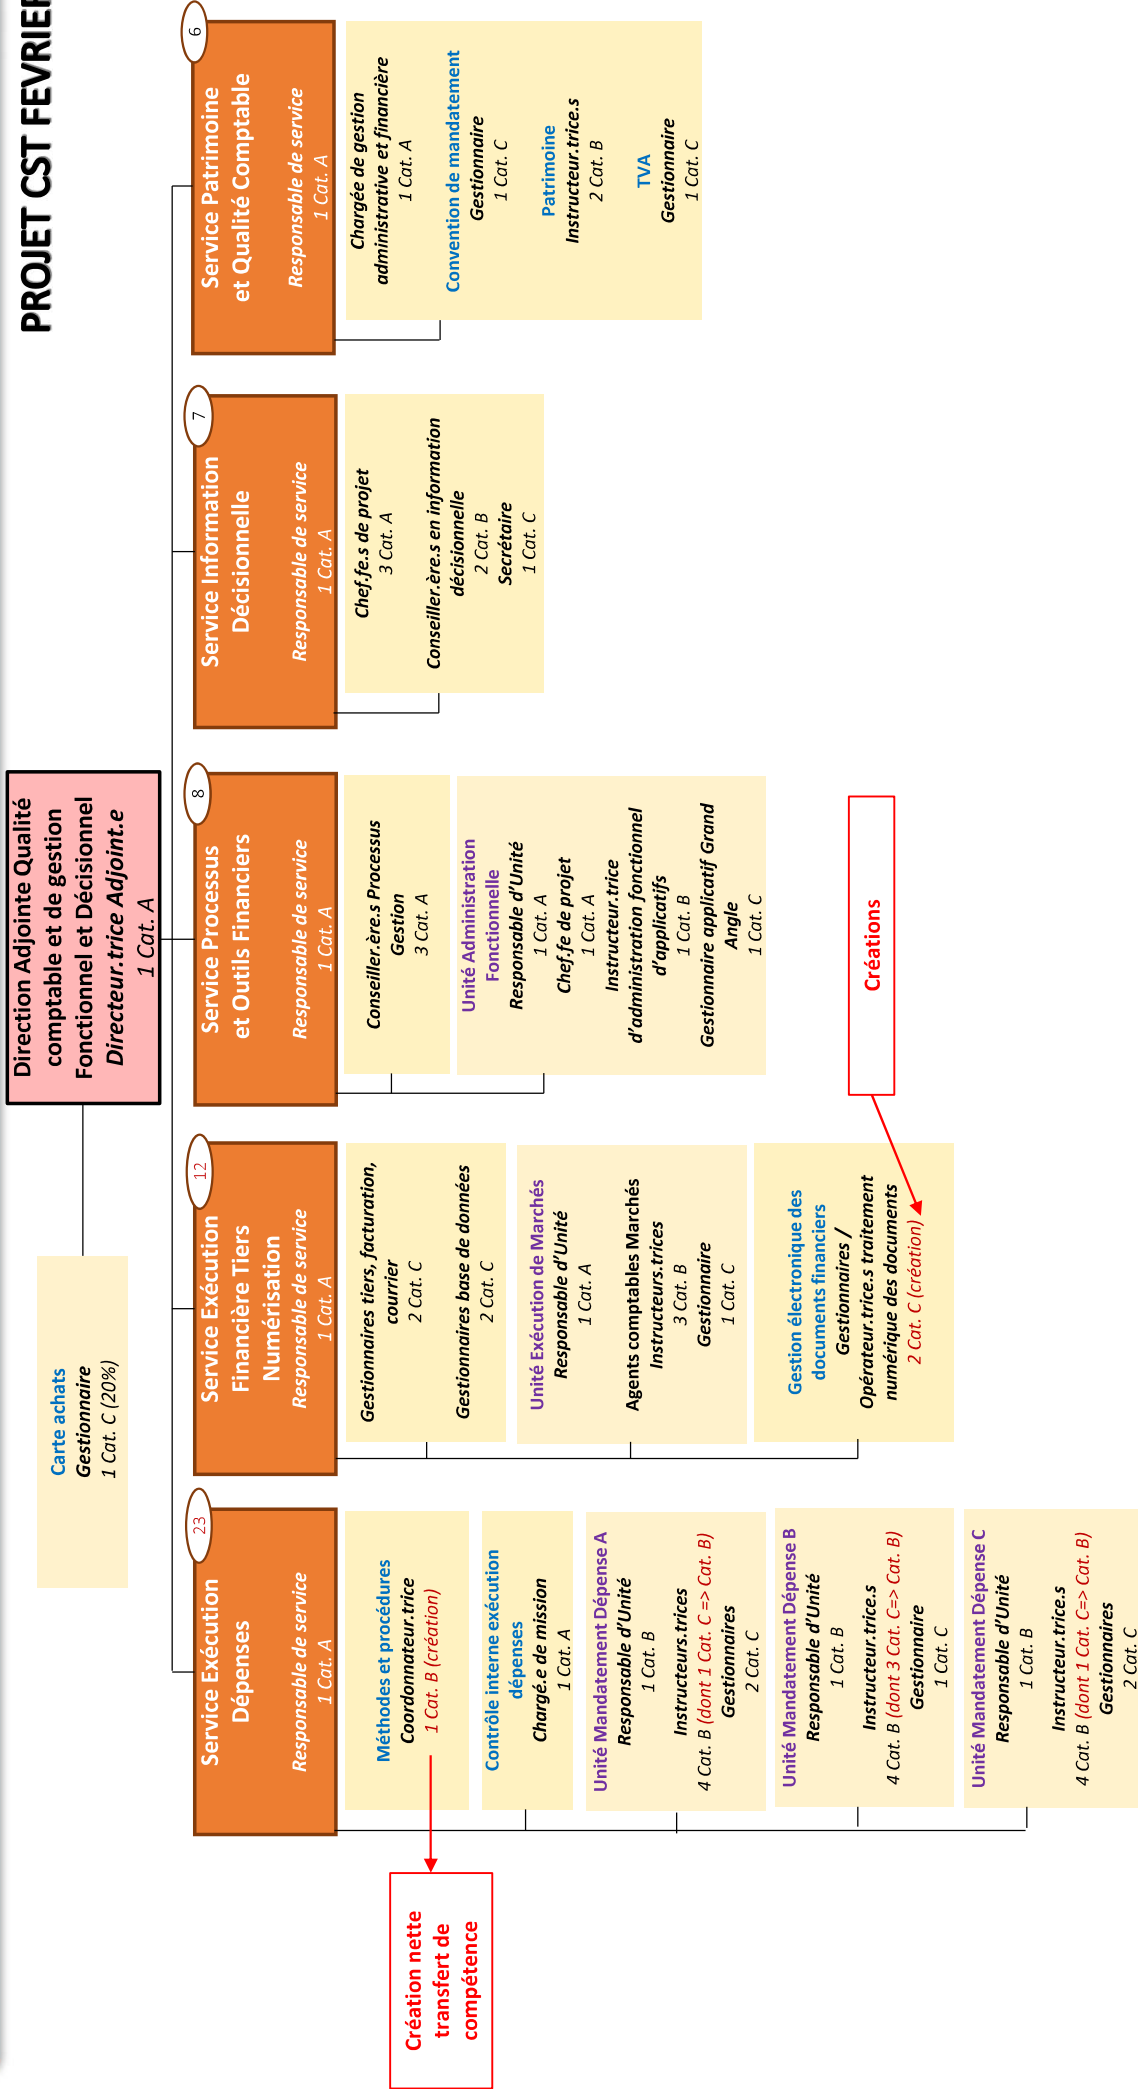 PROJET CST FEVRIER
Direction Adjointe Qualité
comptable et de gestion
Fonctionnel et Décisionnel
Directeur.trice Adjoint.e
1 Cat. A
Carte achats
Gestionnaire
1 Cat. C (20%)
23
Service Exécution
Dépenses
Responsable de service
1 Cat. A
Méthodes et procédures
Coordonnateur.trice
1 Cat. B (création)
Création nette
transfert de
compétence
Contrôle interne exécution
dépenses
Chargé.e de mission
1 Cat. A
Unité Mandatement Dépense A
Responsable d’Unité
1 Cat. B
Instructeurs.trices
4 Cat. B (dont 1 Cat. C => Cat. B)
Gestionnaires
2 Cat. C
Unité Mandatement Dépense B
Responsable d’Unité
1 Cat. B
Instructeur.trice.s
4 Cat. B (dont 3 Cat. C=> Cat. B)
Gestionnaire
1 Cat. C
Unité Mandatement Dépense C
Responsable d’Unité
1 Cat. B
Instructeur.trice.s
4 Cat. B (dont 1 Cat. C=> Cat. B)
Gestionnaires
2 Cat. C
12
Service Exécution
Financière Tiers
Numérisation
Responsable de service
1 Cat. A
Gestionnaires tiers, facturation,
courrier
2 Cat. C
Gestionnaires base de données
2 Cat. C
Unité Exécution de Marchés
Responsable d’Unité
1 Cat. A
Agents comptables Marchés
Instructeurs.trices
3 Cat. B
Gestionnaire
1 Cat. C
Gestion électronique des
documents financiers
Gestionnaires /
Opérateur.trice.s traitement
numérique des documents
2 Cat. C (création)
Créations
8
Service Processus
et Outils Financiers
Responsable de service
1 Cat. A
Conseiller.ère.s Processus
Gestion
3 Cat. A
Unité Administration
Fonctionnelle
Responsable d’Unité
1 Cat. A
Chef.fe de projet
1 Cat. A
Instructeur.trice
d’administration fonctionnel
d’applicatifs
1 Cat. B
Gestionnaire applicatif Grand
Angle
1 Cat. C
7
Service Information
Décisionnelle
Responsable de service
1 Cat. A
Chef.fe.s de projet
3 Cat. A
Conseiller.ère.s en information
décisionnelle
2 Cat. B
Secrétaire
1 Cat. C
6
Service Patrimoine
et Qualité Comptable
Responsable de service
1 Cat. A
Chargée de gestion
administrative et financière
1 Cat. A
Convention de mandatement
Gestionnaire
1 Cat. C
Patrimoine
Instructeur.trice.s
2 Cat. B
TVA
Gestionnaire
1 Cat. C